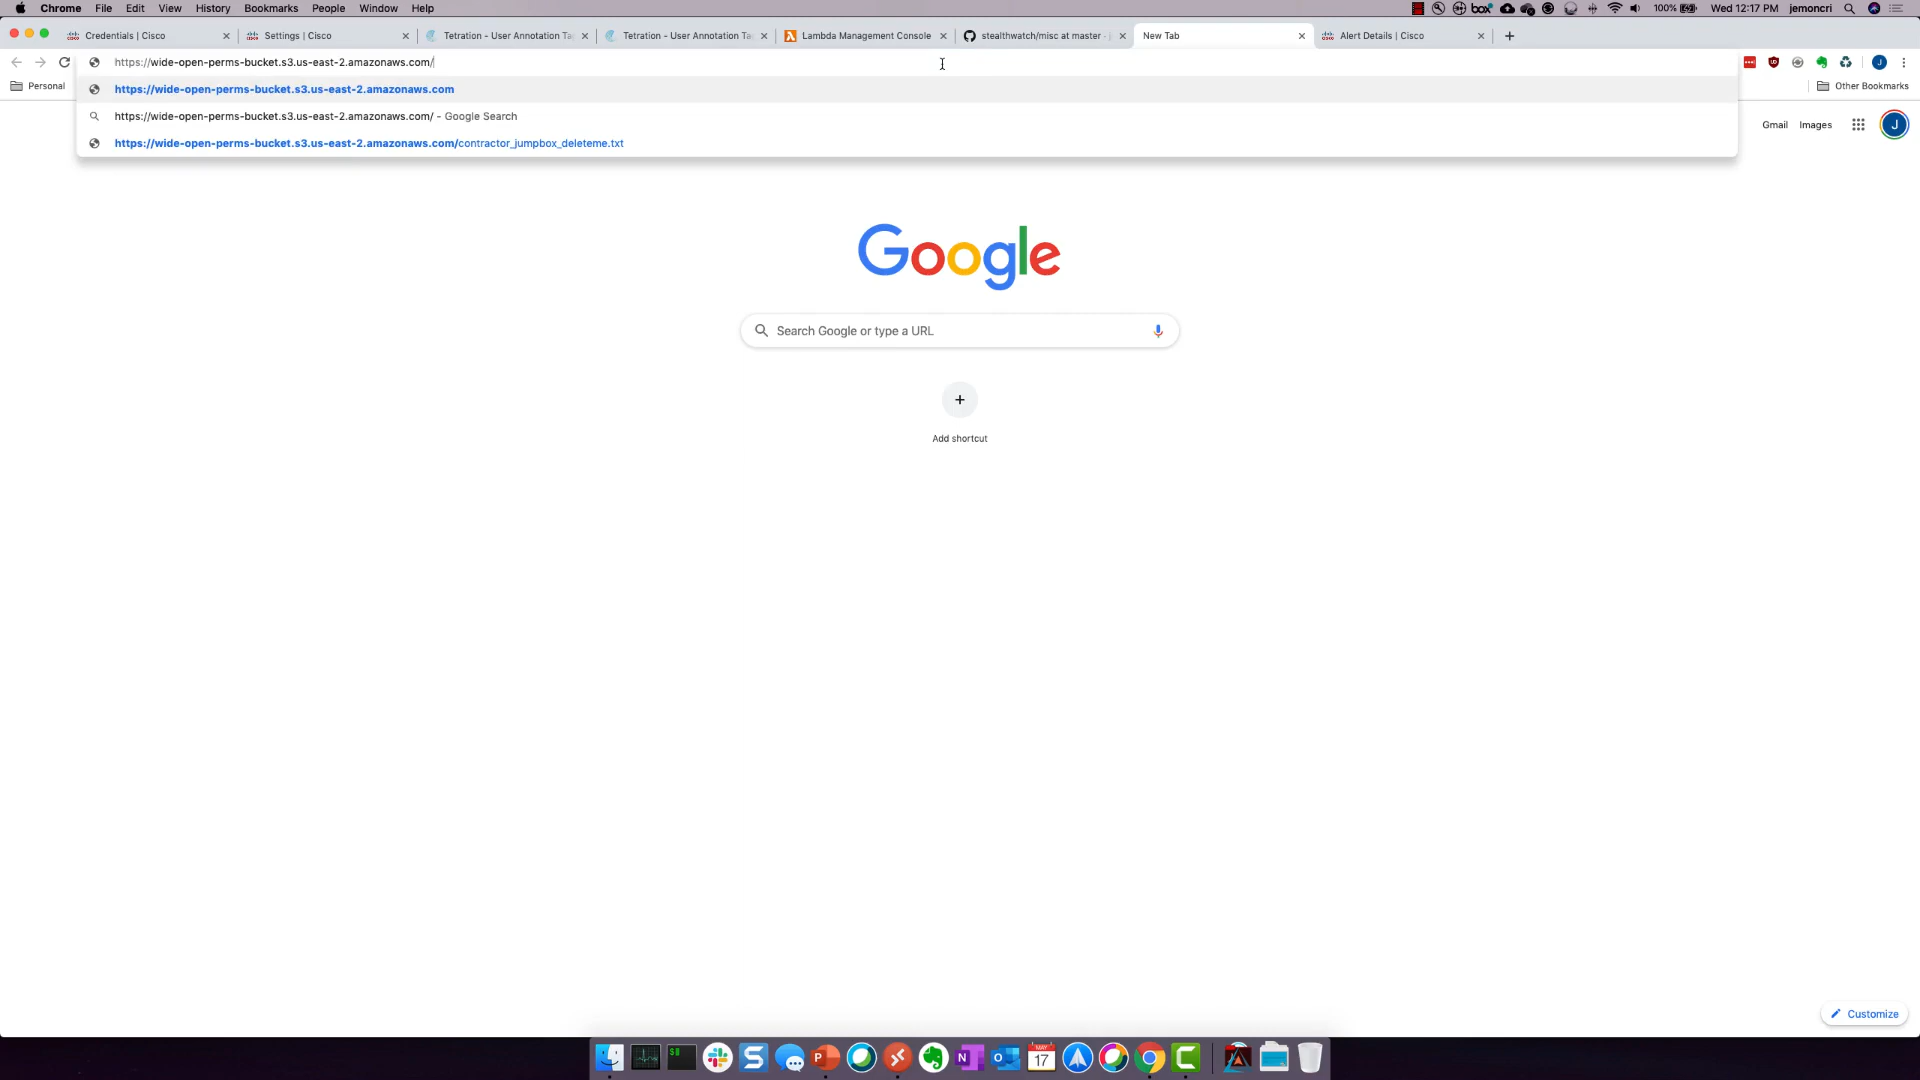 Chrome File Edit View History Bookmarks People Window Help box 100% Wed 12:17 PM jemoncri
Credentials | Cisco Settings | Cisco Tetration - User Annotation Ta Tetration - User Annotation Ta Lambda Management Console stealthwatch/misc at master - New Tab Alert Details | Cisco
https://wide-open-perms-bucket.s3.us-east-2.amazonaws.com/ J
Personal https://wide-open-perms-bucket.s3.us-east-2.amazonaws.com Other Bookmarks
https://wide-open-perms-bucket.s3.us-east-2.amazonaws.com/ - Google Search
Gmail Images J
https://wide-open-perms-bucket.s3.us-east-2.amazonaws.com/contractor_jumpbox_deleteme.txt
Google
Search Google or type a URL
Add shortcut
Customize
MAY
17